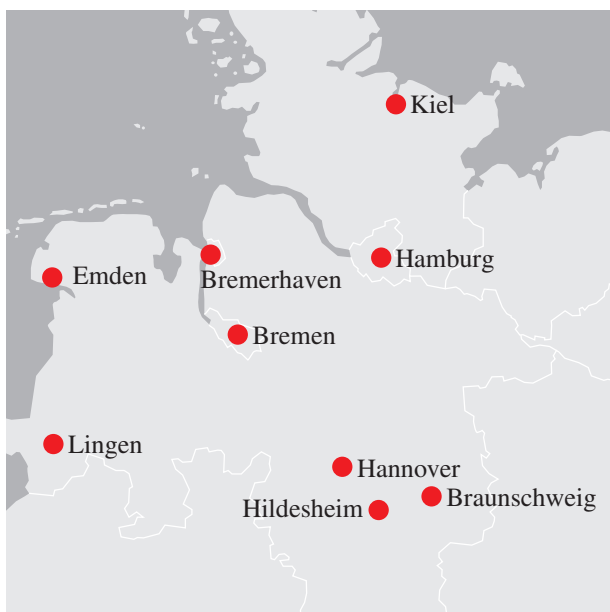 Kiel
Hamburg
Emden
Bremerhaven
Bremen
Lingen
Hannover
Braunschweig
Hildesheim